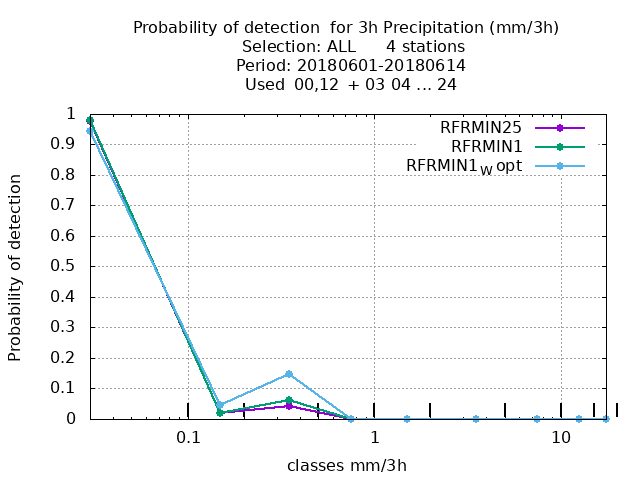 Probability of detection  for 3h Precipitation (mm/3h)
Selection: ALL      4 stations
Period: 20180601-20180614
Used  00,12  + 03 04 ... 24
RFRMIN25
RFRMIN1
RFRMIN1W opt
1
0.9
0.8
0.7
0.6
0.5
0.4
0.3
0.2
0.1
0
Probability of detection
0.1 1 10
classes mm/3h